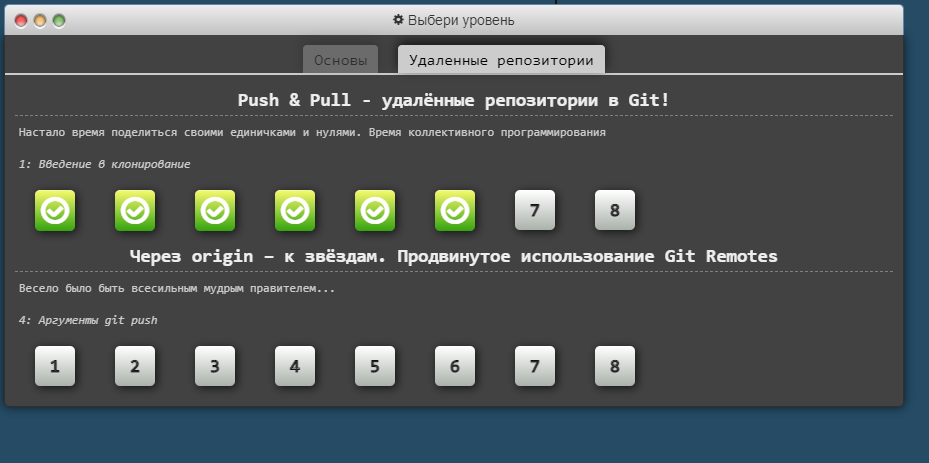 Выбери уровень
Основы Удаленные репозитории
Push & Pull - удалённые репозитории в Git!
Настало время поделиться своими единичками и нулями. Время коллективного программирования
1: Введение в клонирование
7 8
Через origin – к звёздам. Продвинутое использование Git Remotes
Весело было быть всесильным мудрым правителем...
4: Аргументы git push
1 2 3 4 5 6 7 8